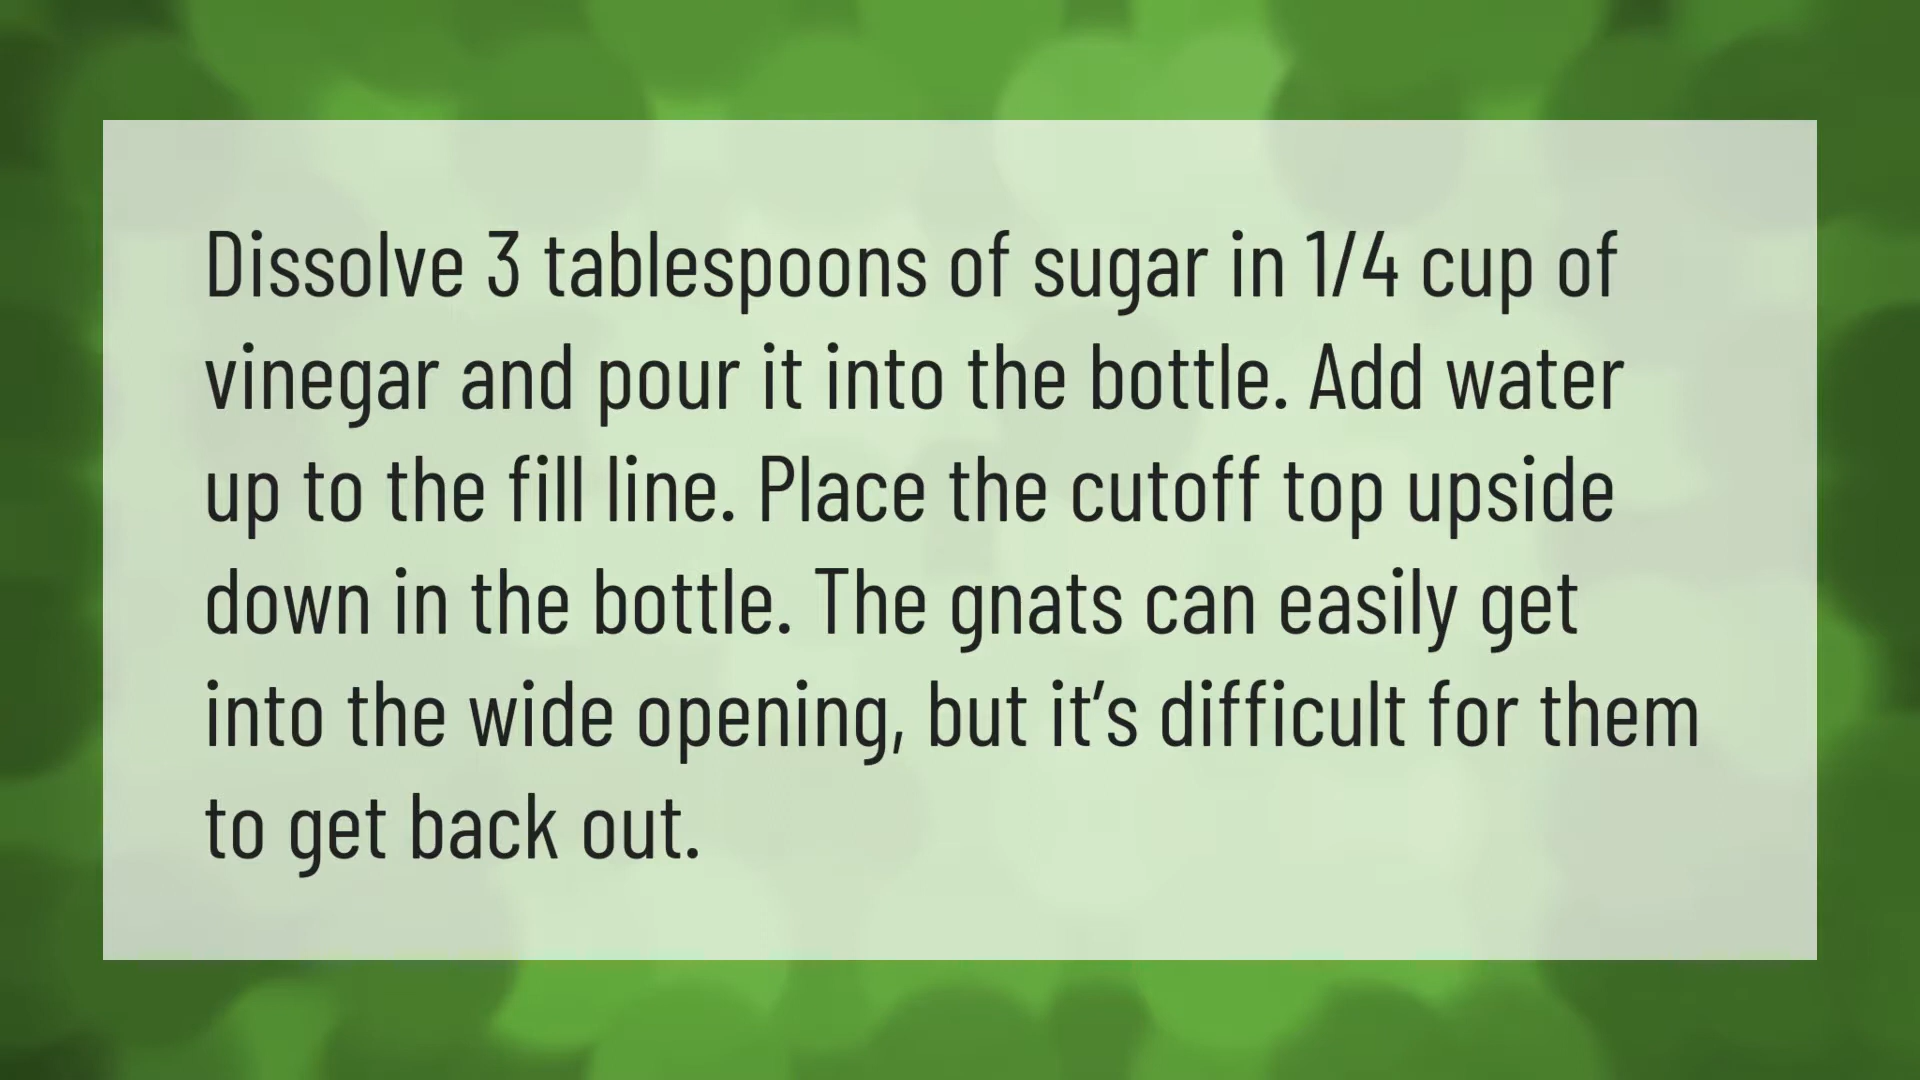 Dissolve 3 tablespoons of sugar in 1/4 cup of
vinegar and pour it into the bottle. Add water
up to the fill line. Place the cutoff top upside
down in the bottle. The gnats can easily get
into the wide opening, but it’s difficult for them
to get back out.